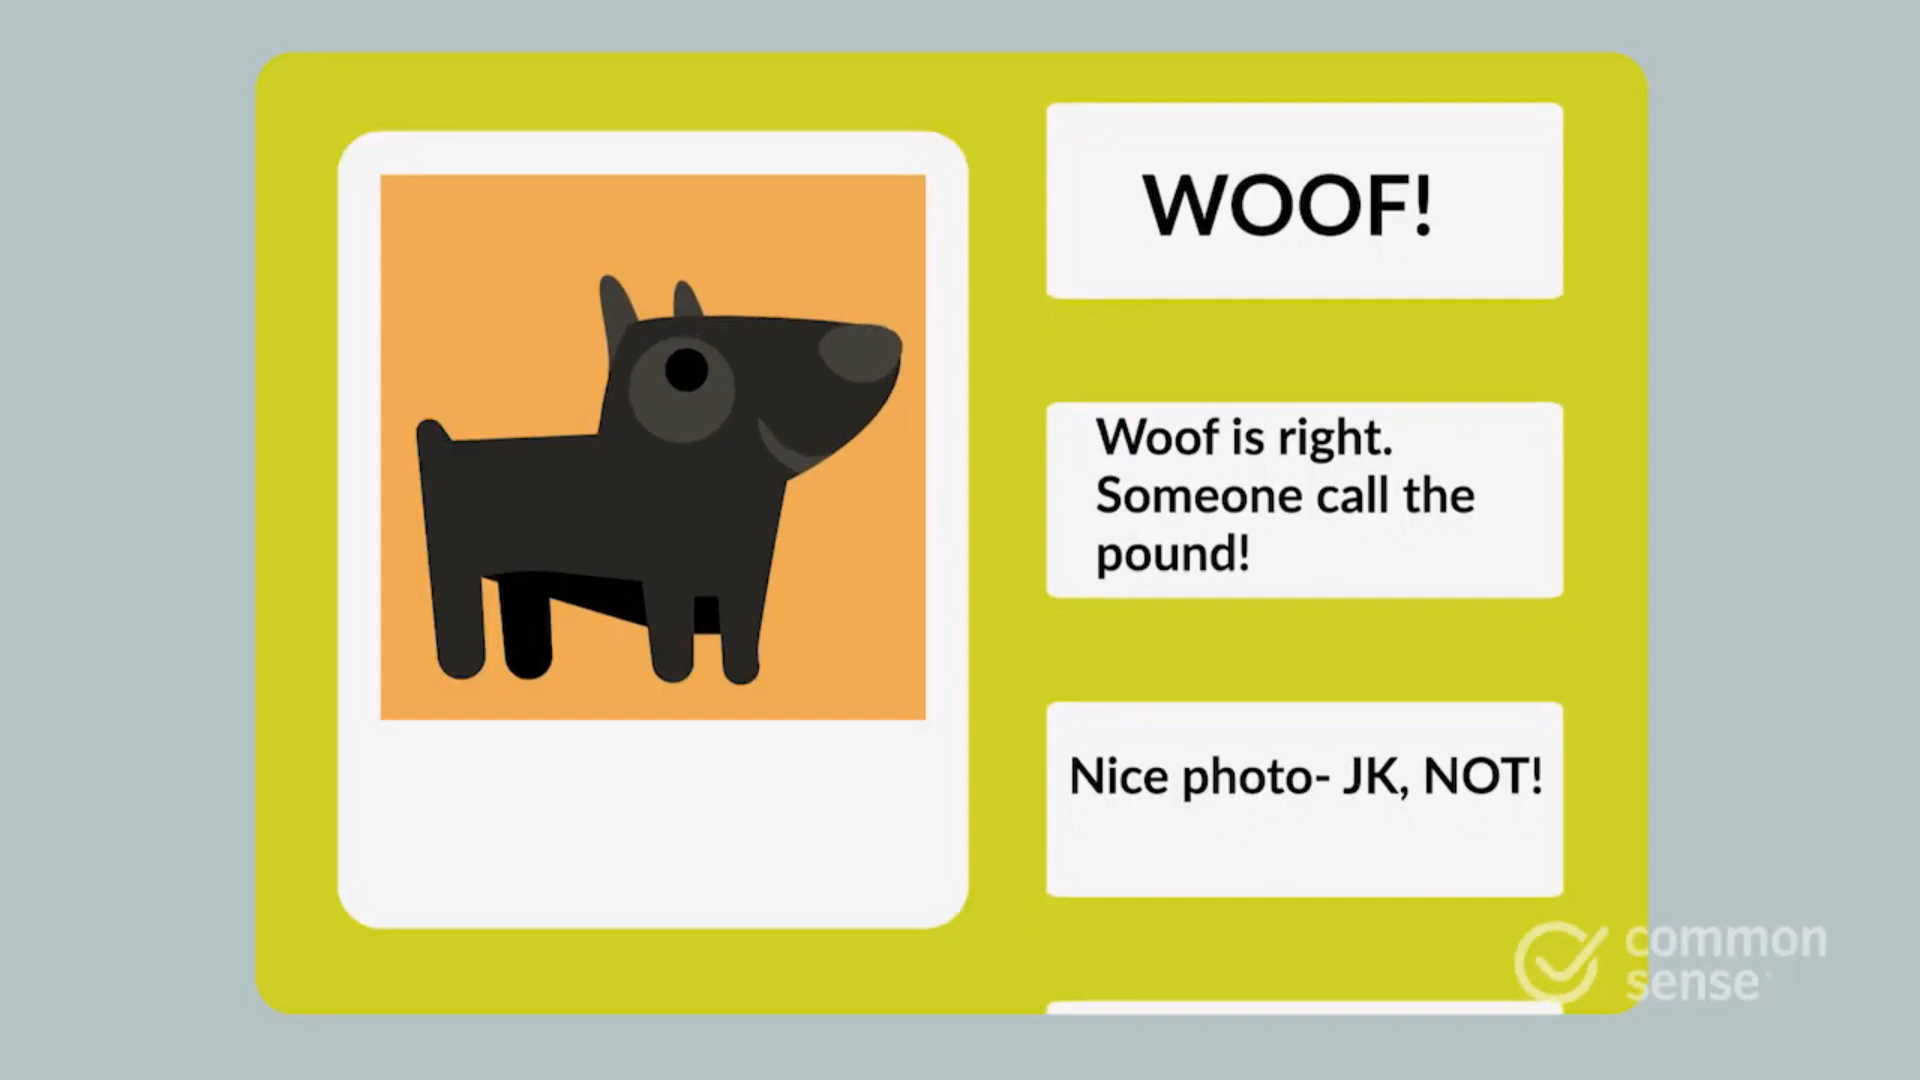 WOOF!
Woof is right.
Someone call the
pound!
Nice photo- JK, NOT!
common
sense